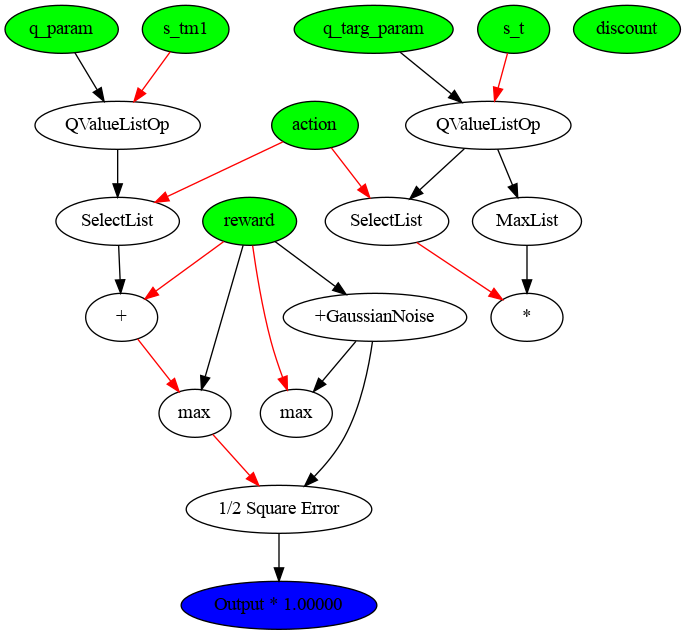 q_param
s_tm1
q_targ_param
s_t
discount
QValueListOp
action
QValueListOp
SelectList
reward
SelectList
MaxList
+
+GaussianNoise
*
max
max
1/2 Square Error
Output * 1.00000